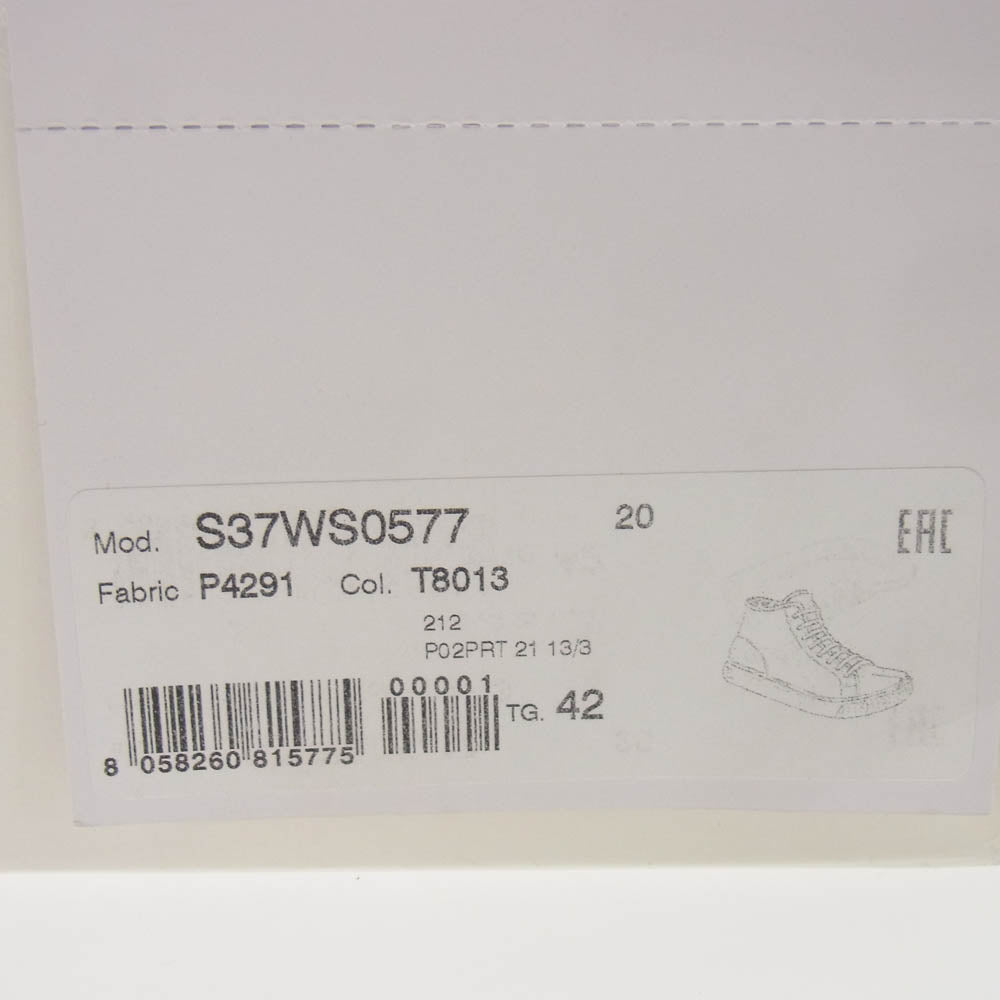 Mod. S37WS0577 20 EAC
Fabric P4291 Col. T8013
212
P02PRT 21 13/3
00001
TG. 42
8 058260 815775